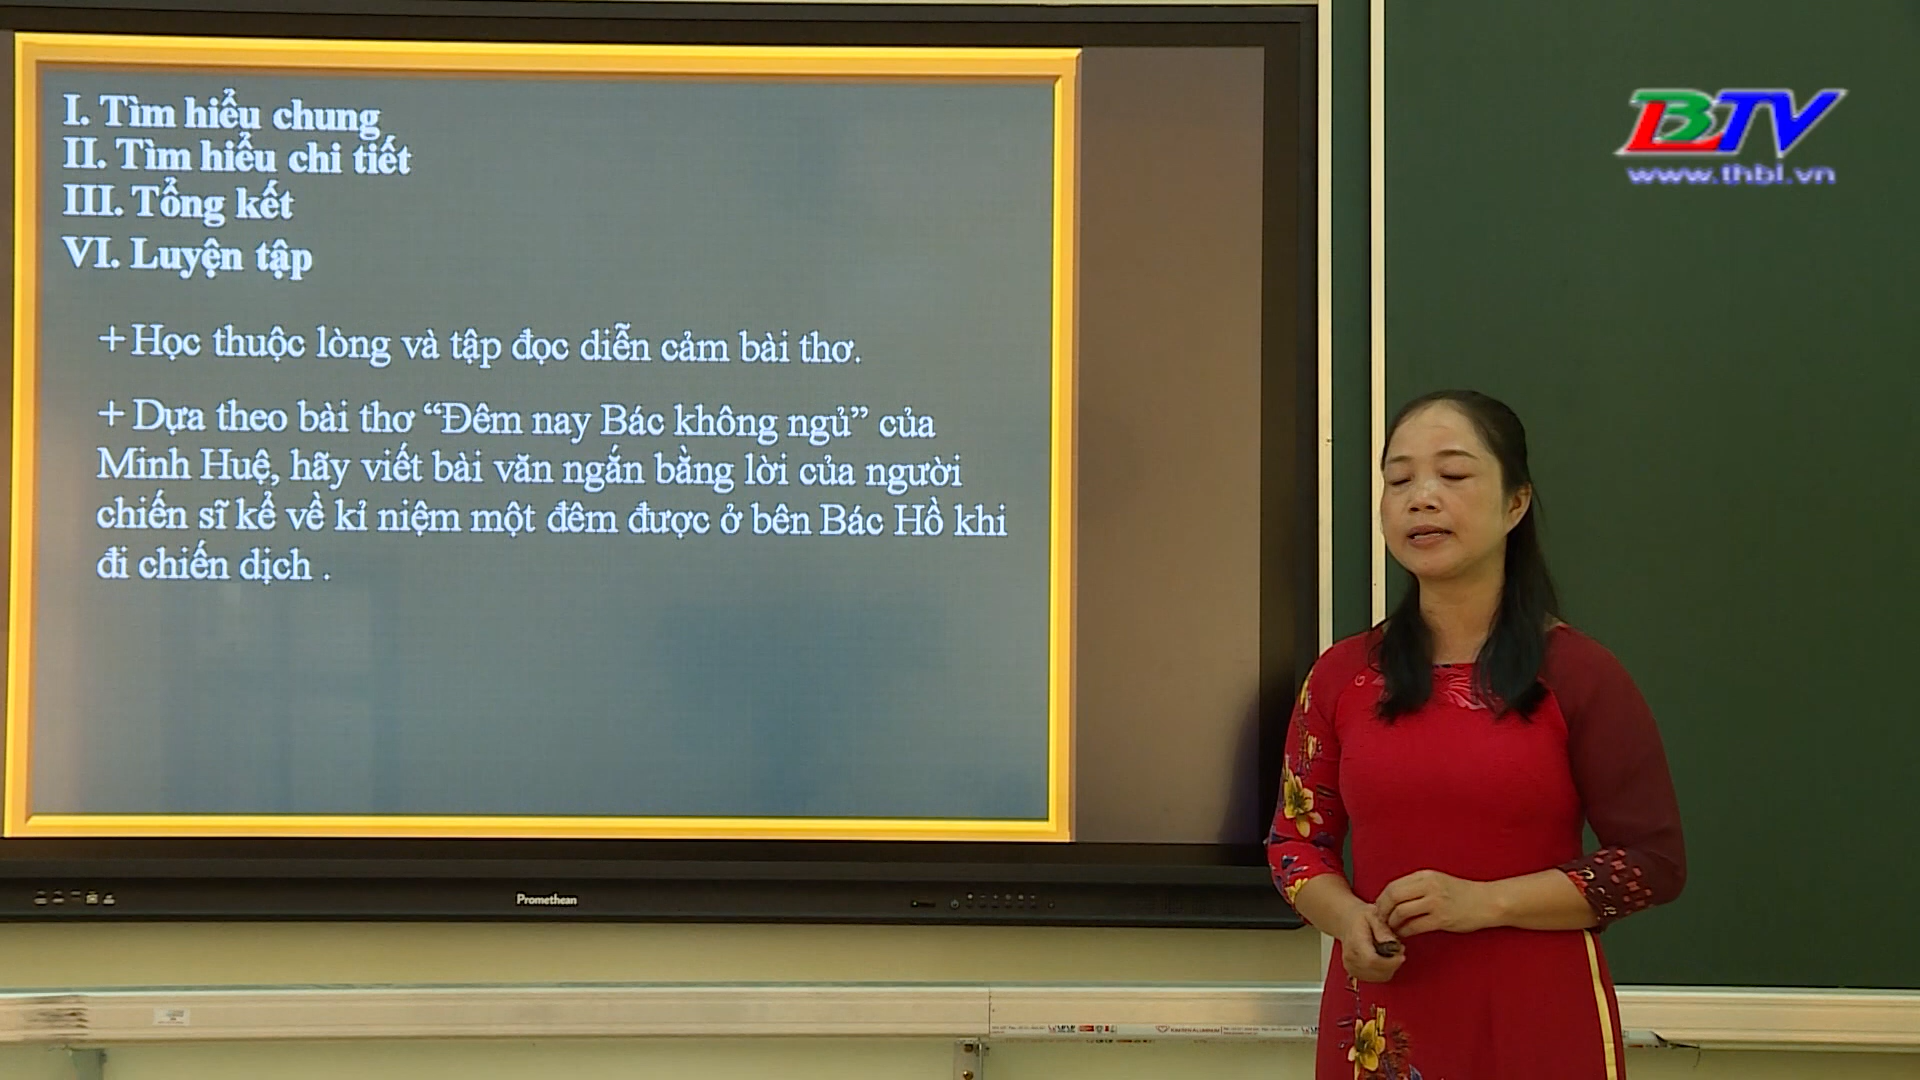 I. Tìm hiểu chung
II. Tìm hiểu chi tiết
III. Tổng kết
VI. Luyện tập
+ Học thuộc lòng và tập đọc diễn cảm bài thơ.
+ Dựa theo bài thơ “Đêm nay Bác không ngủ” của
Minh Huệ, hãy viết bài văn ngắn bằng lời của người
chiến sĩ kể về kỉ niệm một đêm được ở bên Bác Hồ khi
đi chiến dịch .
BTV
www.thbl.vn
Promethean